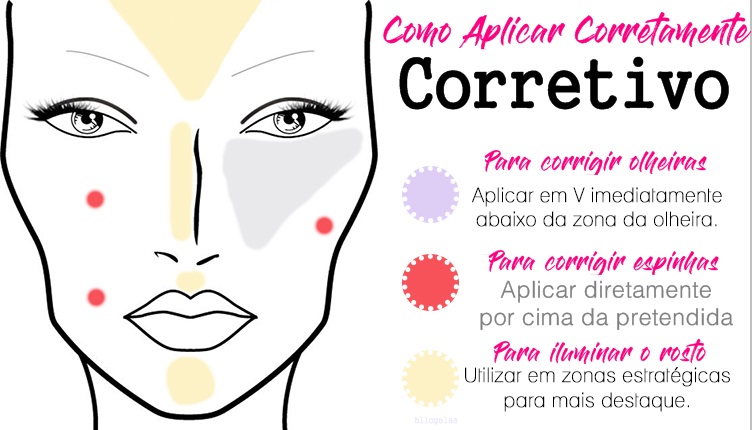 Como Aplicar Corretamente
Corretivo
Para corrigir olheiras
Aplicar em V imediatamente
abaixo da zona da olheira.
Para corrigir espinhas
Aplicar diretamente
por cima da pretendida
Para iluminar o rosto
Utilizar em zonas estratégicas
para mais destaque.